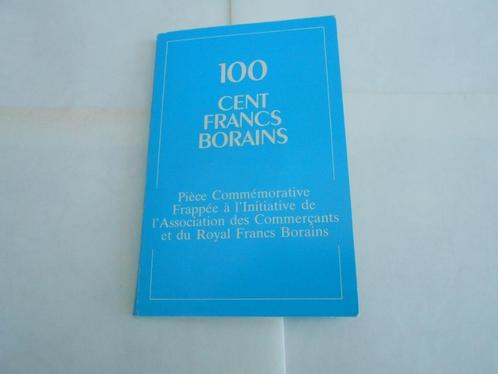 100
CENT
FRANCS
BORAINS
Pièce Commémorative
Frappée à l'Initiative de
l'Association des Commerçants
et du Royal Francs Borains